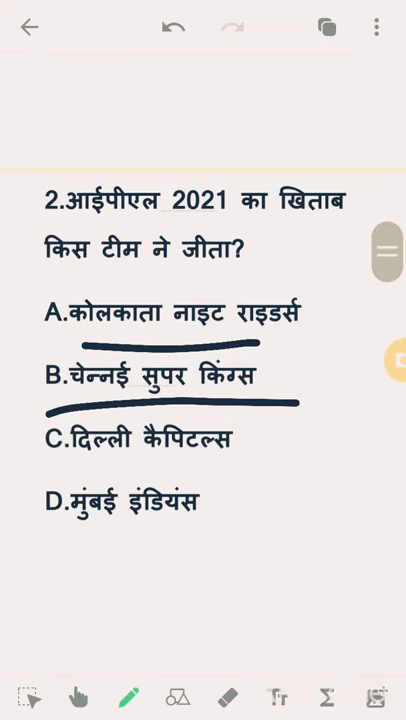 2.आईपीएल 2021 का खिताब
किस टीम ने जीता?
A.कोलकाता नाइट राइडर्स
B.चेन्नई सुपर किंग्स
C.दिल्ली कैपिटल्स
D.मुंबई इंडियंस